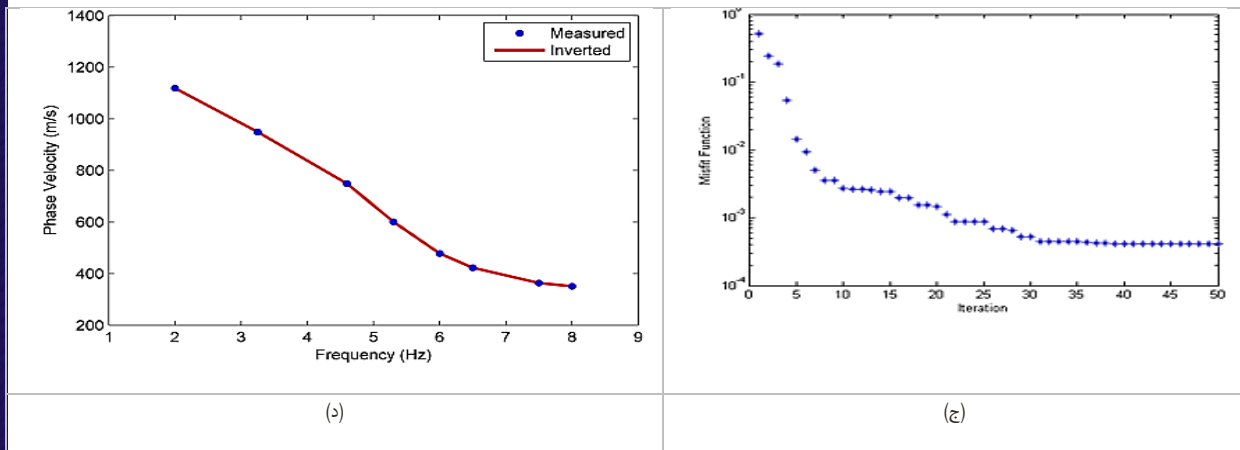 1400
1200
1000
800
600
400
200
1 2 3 4 5 6 7 8 9
Phase Velocity (m/s)
Frequency (Hz)
Measured
Inverted
(د)
10⁰
10⁻¹
10⁻²
10⁻³
10⁻⁴
0 5 10 15 20 25 30 35 40 45 50
Misfit Function
Iteration
(ج)